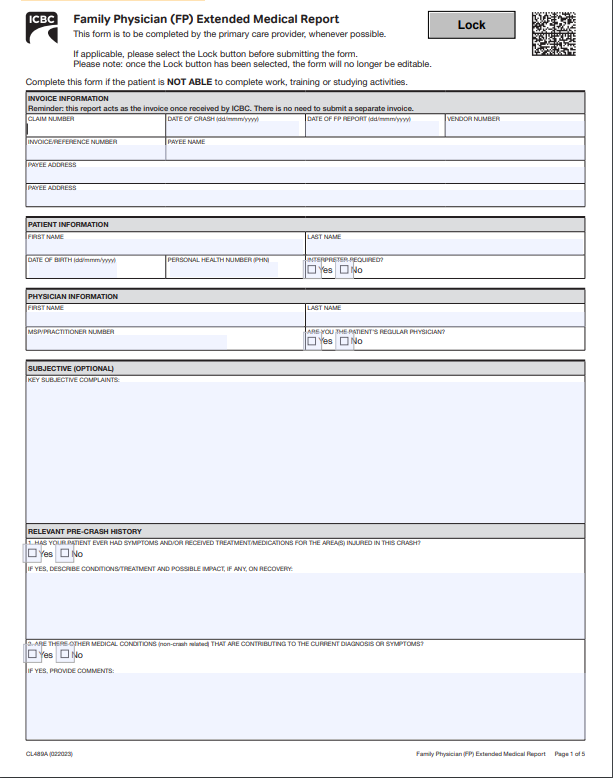 ICBC
Family Physician (FP) Extended Medical Report
This form is to be completed by the primary care provider, whenever possible.
Lock
If applicable, please select the Lock button before submitting the form.
Please note: once the Lock button has been selected, the form will no longer be editable.
Complete this form if the patient is NOT ABLE to complete work, training or studying activities.
INVOICE INFORMATION
Reminder: this report acts as the invoice once received by ICBC. There is no need to submit a separate invoice.
CLAIM NUMBER DATE OF CRASH (dd/mmm/yyyy) DATE OF FP REPORT (dd/mmm/yyyy) VENDOR NUMBER
INVOICE/REFERENCE NUMBER PAYEE NAME
PAYEE ADDRESS
PAYEE ADDRESS
PATIENT INFORMATION
FIRST NAME LAST NAME
DATE OF BIRTH (dd/mmm/yyyy) PERSONAL HEALTH NUMBER (PHN) INTERPRETER REQUIRED?
Yes No
PHYSICIAN INFORMATION
FIRST NAME LAST NAME
MSP/PRACTITIONER NUMBER ARE YOU THE PATIENT'S REGULAR PHYSICIAN?
Yes No
SUBJECTIVE (OPTIONAL)
KEY SUBJECTIVE COMPLAINTS:
RELEVANT PRE-CRASH HISTORY
1. HAS YOUR PATIENT EVER HAD SYMPTOMS AND/OR RECEIVED TREATMENT/MEDICATIONS FOR THE AREA(S) INJURED IN THIS CRASH?
Yes No
IF YES, DESCRIBE CONDITIONS/TREATMENT AND POSSIBLE IMPACT, IF ANY, ON RECOVERY:
2. ARE THERE OTHER MEDICAL CONDITIONS (non-crash related) THAT ARE CONTRIBUTING TO THE CURRENT DIAGNOSIS OR SYMPTOMS?
Yes No
IF YES, PROVIDE COMMENTS:
CL489A (022023) Family Physician (FP) Extended Medical Report Page 1 of 5